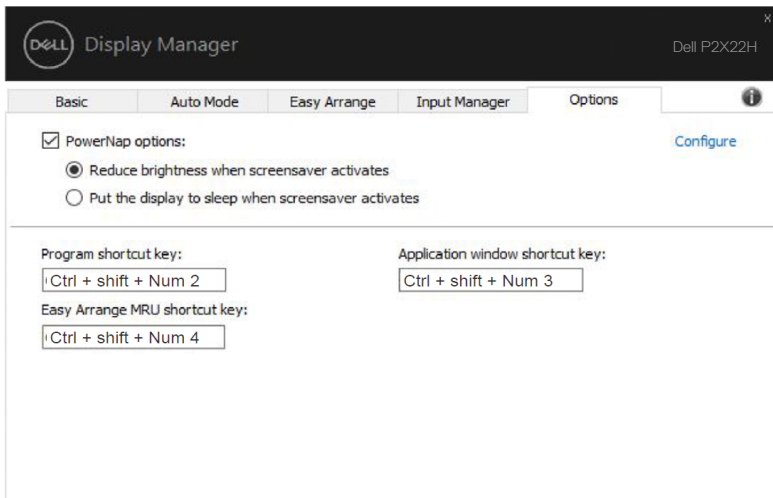 DELL Display Manager
Dell P2X22H
Basic Auto Mode Easy Arrange Input Manager Options
PowerNap options: Configure
Reduce brightness when screensaver activates
Put the display to sleep when screensaver activates
Program shortcut key: Application window shortcut key:
Ctrl + shift + Num 2 Ctrl + shift + Num 3
Easy Arrange MRU shortcut key:
Ctrl + shift + Num 4